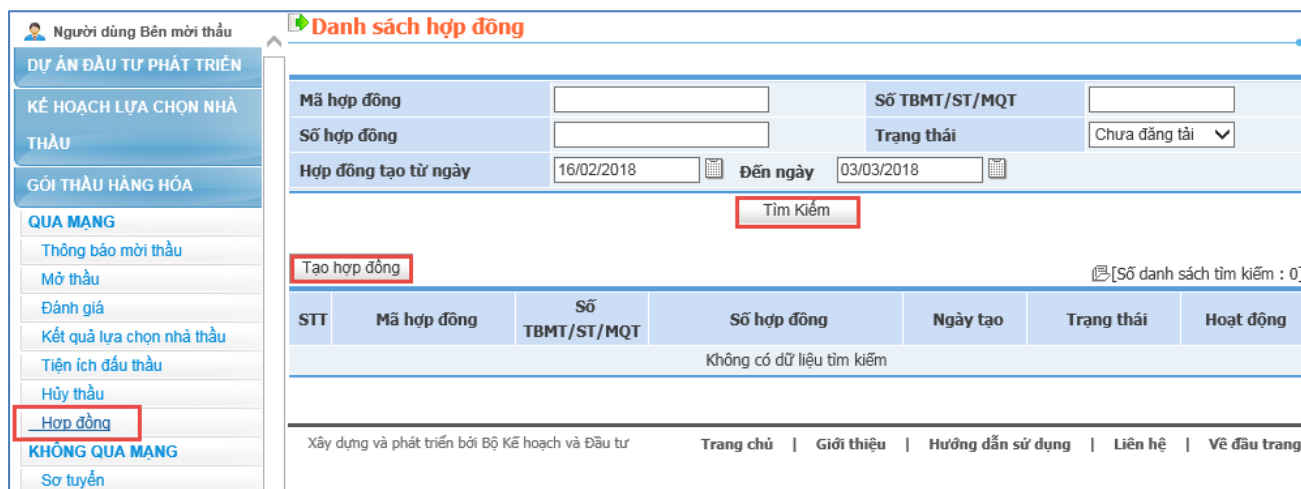 Người dùng Bên mời thầu
DỰ ÁN ĐẦU TƯ PHÁT TRIỂN
KẾ HOẠCH LỰA CHỌN NHÀ
THẦU
GÓI THẦU HÀNG HÓA
QUA MẠNG
Thông báo mời thầu
Mở thầu
Đánh giá
Kết quả lựa chọn nhà thầu
Tiện ích đấu thầu
Hủy thầu
Hợp đồng
KHÔNG QUA MẠNG
Sơ tuyển
Danh sách hợp đồng
Mã hợp đồng Số TBMT/ST/MQT
Số hợp đồng Trạng thái Chưa đăng tải
Hợp đồng tạo từ ngày 16/02/2018 Đến ngày 03/03/2018
Tìm Kiếm
Tạo hợp đồng [Số danh sách tìm kiếm : 0]
STT Mã hợp đồng Số TBMT/ST/MQT Số hợp đồng Ngày tạo Trạng thái Hoạt động
Không có dữ liệu tìm kiếm
Xây dựng và phát triển bởi Bộ Kế hoạch và Đầu tư Trang chủ | Giới thiệu | Hướng dẫn sử dụng | Liên hệ | Về đầu trang